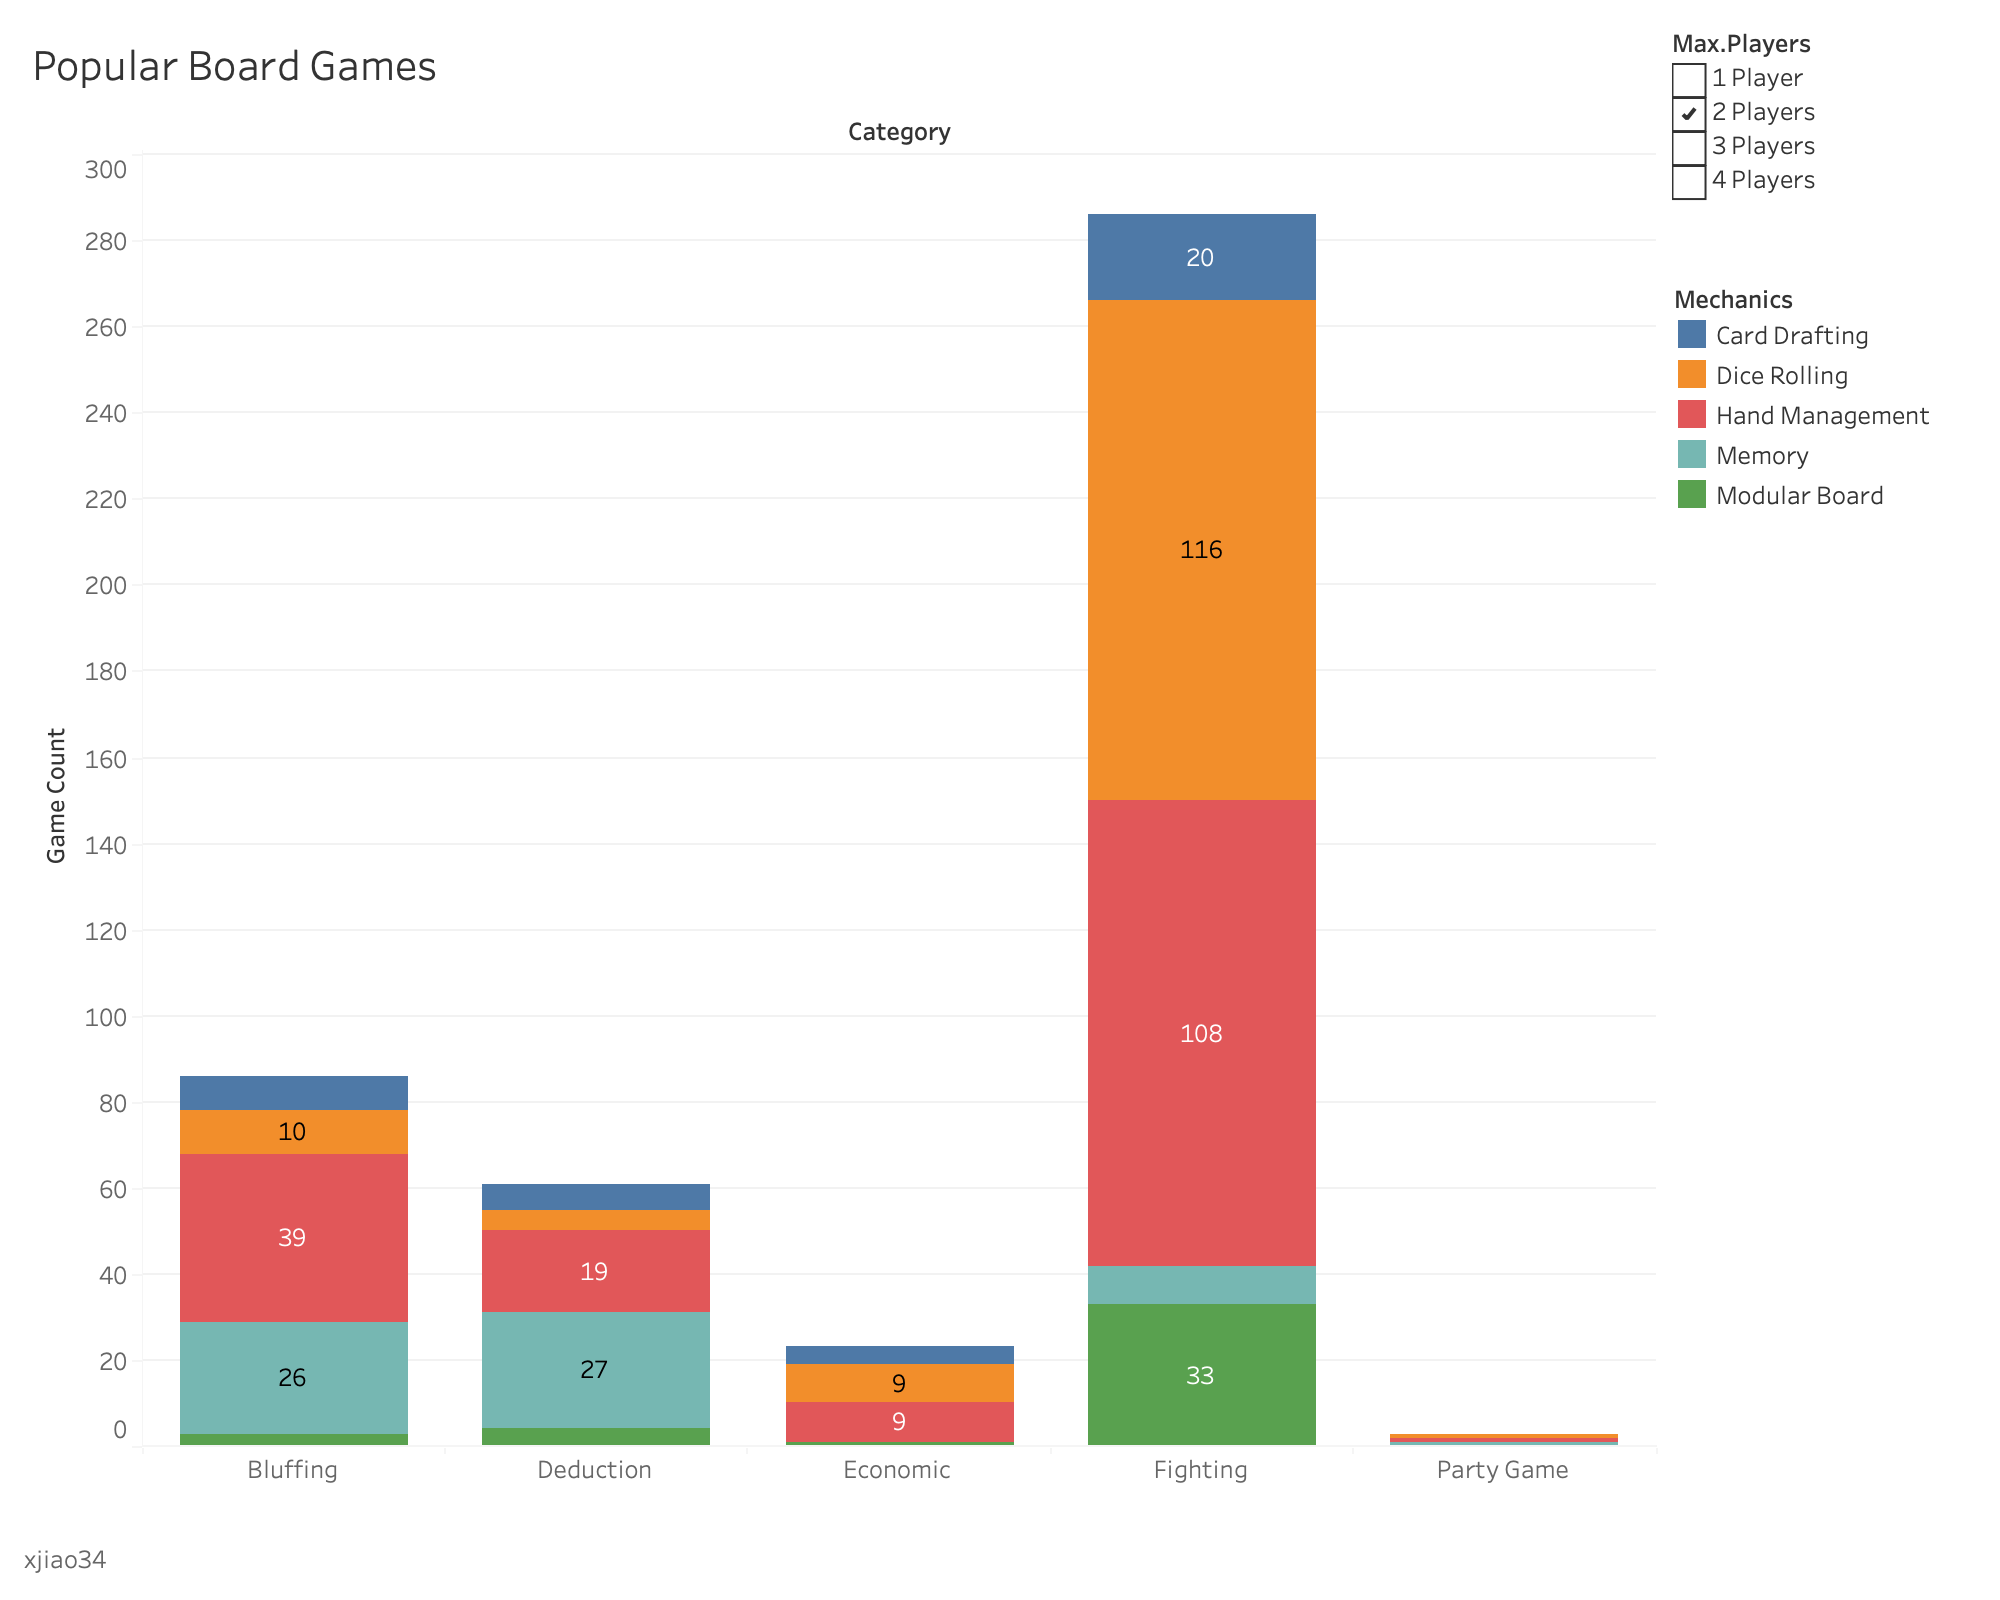 Popular Board Games
Max.Players
1 Player
2 Players
3 Players
4 Players
Mechanics
Card Drafting
Dice Rolling
Hand Management
Memory
Modular Board
Category
Game Count
300
280
260
240
220
200
180
160
140
120
100
80
60
40
20
0
10
39
26
19
27
9
9
20
116
108
33
Bluffing
Deduction
Economic
Fighting
Party Game
xjiao34